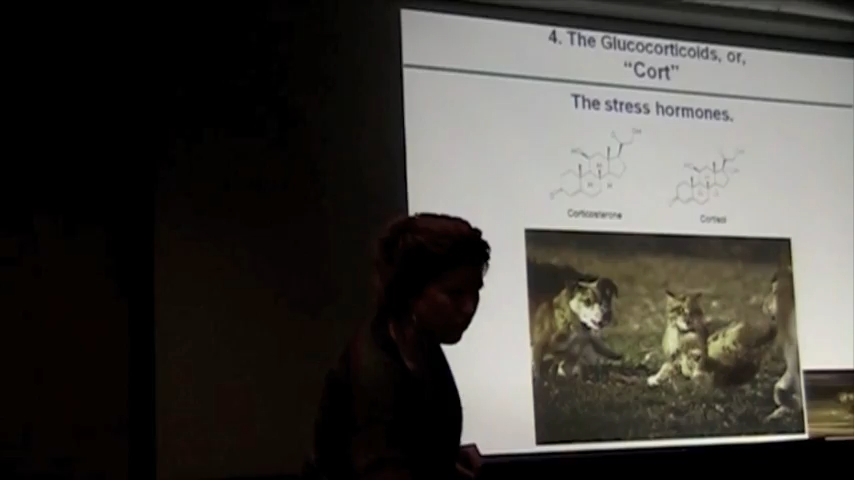 4. The Glucocorticoids, or,
“Cort”
The stress hormones.
Corticosterone
Cortisol